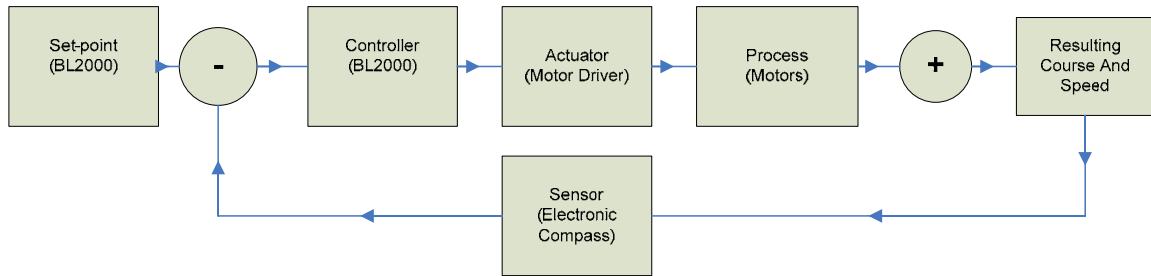 Set-point
(BL2000)
-
Controller
(BL2000)
Actuator
(Motor Driver)
Process
(Motors)
+
Resulting
Course And
Speed
Sensor
(Electronic
Compass)